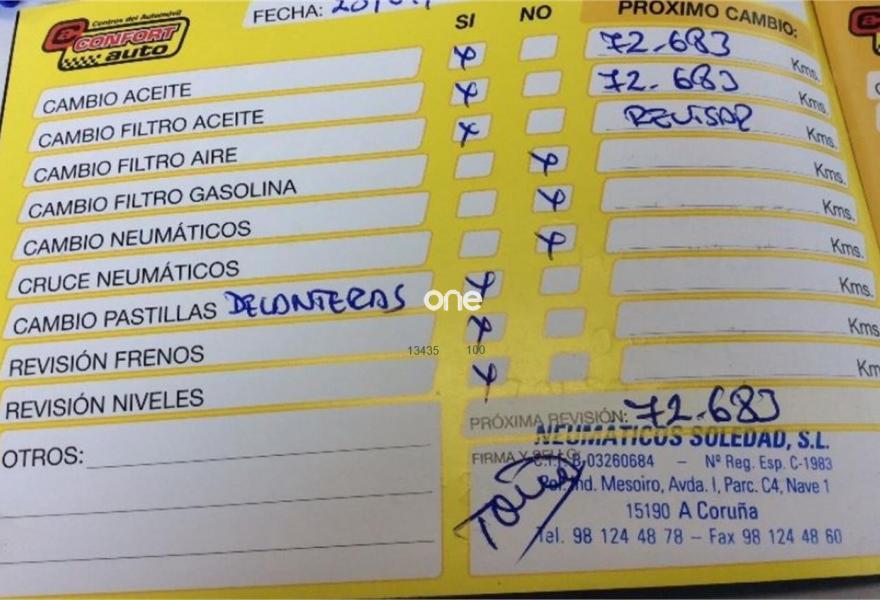 Centros del Automóvil
CONFORT
auto
FECHA:
SI NO PRÓXIMO CAMBIO:
CAMBIO ACEITE x 72.683 Kms.
CAMBIO FILTRO ACEITE x 72.683 Kms.
CAMBIO FILTRO AIRE x REVISAR Kms.
CAMBIO FILTRO GASOLINA x Kms.
CAMBIO NEUMÁTICOS x Kms.
CRUCE NEUMÁTICOS x Kms.
CAMBIO PASTILLAS DELANTERAS x Kms.
REVISIÓN FRENOS x Kms.
REVISIÓN NIVELES x Km
one
13435 100
PRÓXIMA REVISIÓN: 72.683
OTROS:
FIRMA Y SELLO:
NEUMÁTICOS SOLEDAD, S.L.
C.I.F. B,03260684 – Nº Reg. Esp. C-1983
Pol. Ind. Mesoiro, Avda. I, Parc. C4, Nave 1
15190 A Coruña
Tel. 98 124 48 78 – Fax 98 124 48 60